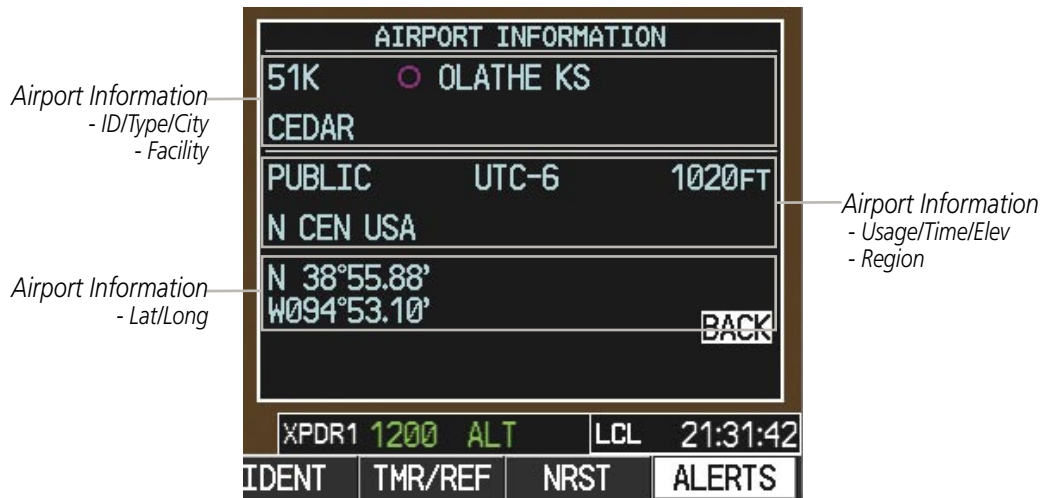 AIRPORT INFORMATION
51K OLATHE KS
CEDAR
Airport Information
- ID/Type/City
- Facility
PUBLIC UTC-6 1020FT
N CEN USA
Airport Information
- Usage/Time/Elev
- Region
N 38°55.88'
W094°53.10'
Airport Information
- Lat/Long
BACK
XPDR1 1200 ALT LCL 21:31:42
IDENT TMR/REF NRST ALERTS